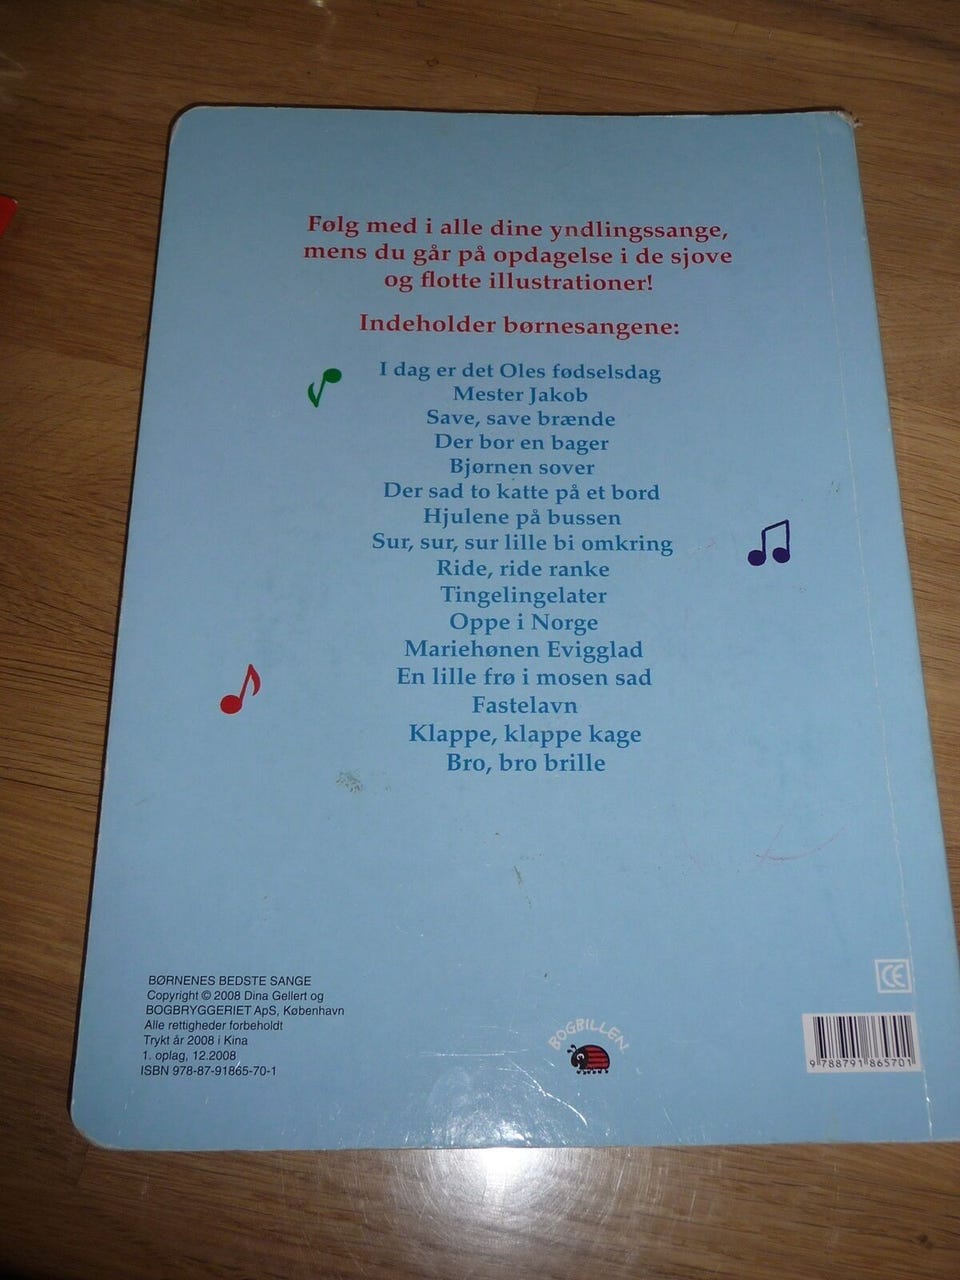 Følg med i alle dine yndlingssange,
mens du går på opdagelse i de sjove
og flotte illustrationer!
Indeholder børnesangene:
I dag er det Oles fødselsdag
Mester Jakob
Save, save brænde
Der bor en bager
Bjørnen sover
Der sad to katte på et bord
Hjulene på bussen
Sur, sur, sur lille bi omkring
Ride, ride ranke
Tingelingelater
Oppe i Norge
Mariehønen Evigglad
En lille frø i mosen sad
Fastelavn
Klappe, klappe kage
Bro, bro brille
BØRNENES BEDSTE SANGE
Copyright © 2008 Dina Gellert og
BOGBRYGGERIET ApS, København
Alle rettigheder forbeholdt
Trykt år 2008 i Kina
1. oplag, 12.2008
ISBN 978-87-91865-70-1
BOGBILLEN
CE
9 788791 865701